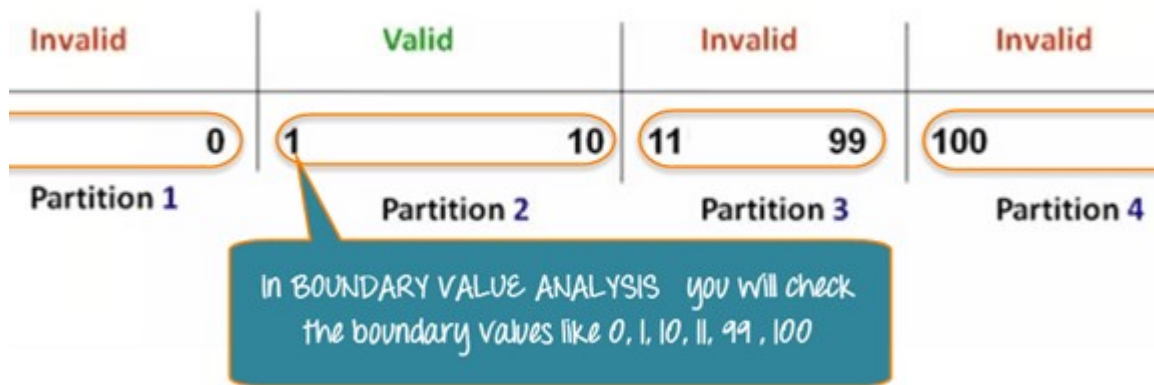 Invalid Valid Invalid Invalid
0 1 10 11 99 100
Partition 1 Partition 2 Partition 3 Partition 4
In BOUNDARY VALUE ANALYSIS you will check
the boundary values like 0, 1, 10, 11, 99 , 100